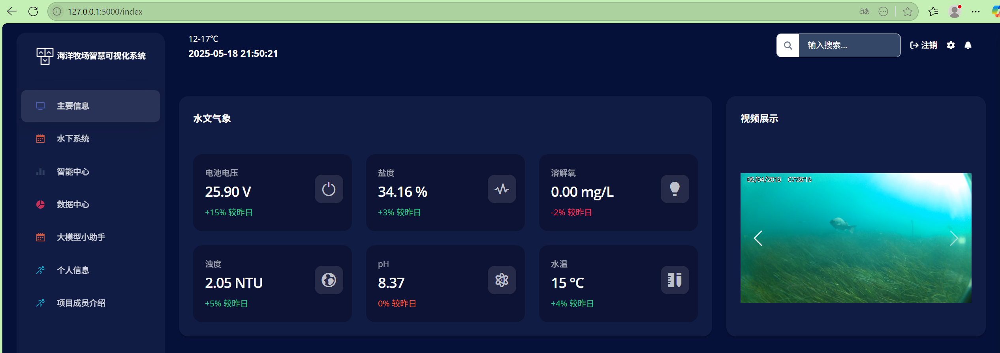 127.0.0.1:5000/index
aあ
海洋牧场智慧可视化系统
12-17℃
2025-05-18 21:50:21
输入搜索...
注销
主要信息
水下系统
智能中心
数据中心
大模型小助手
个人信息
项目成员介绍
水文气象
电池电压
25.90 V
+15% 较昨日
盐度
34.16 %
+3% 较昨日
溶解氧
0.00 mg/L
-2% 较昨日
浊度
2.05 NTU
+5% 较昨日
pH
8.37
0% 较昨日
水温
15 °C
+4% 较昨日
视频展示
05/04/2019 07:39:15